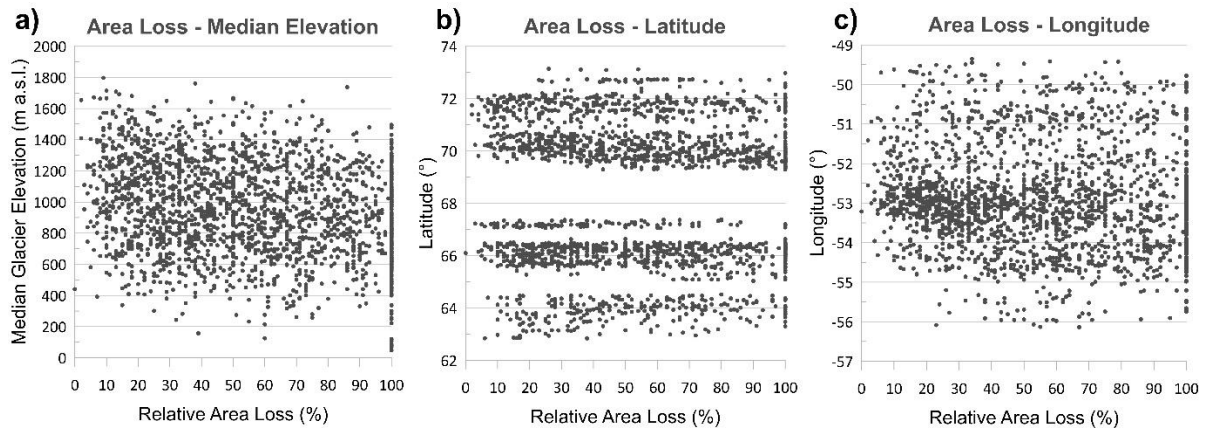 a) Area Loss - Median Elevation
Median Glacier Elevation (m a.s.l.)
2000
1800
1600
1400
1200
1000
800
600
400
200
0
0 10 20 30 40 50 60 70 80 90 100
Relative Area Loss (%)
b) Area Loss - Latitude
Latitude (°)
74
72
70
68
66
64
62
0 10 20 30 40 50 60 70 80 90 100
Relative Area Loss (%)
c) Area Loss - Longitude
Longitude (°)
-49
-50
-51
-52
-53
-54
-55
-56
-57
0 10 20 30 40 50 60 70 80 90 100
Relative Area Loss (%)